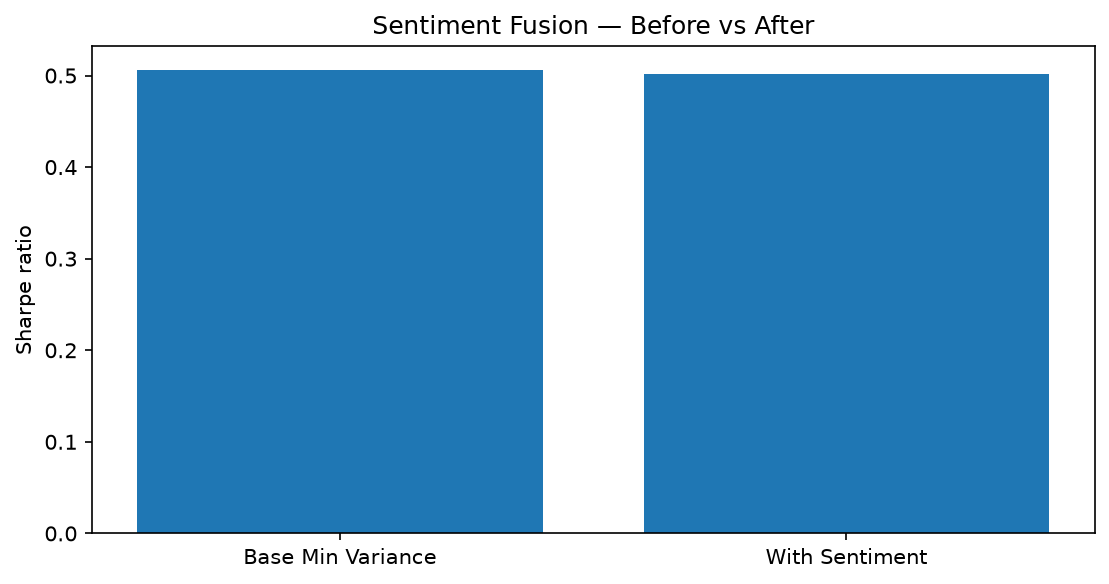 Sentiment Fusion — Before vs After
Sharpe ratio
0.5
0.4
0.3
0.2
0.1
0.0
Base Min Variance
With Sentiment